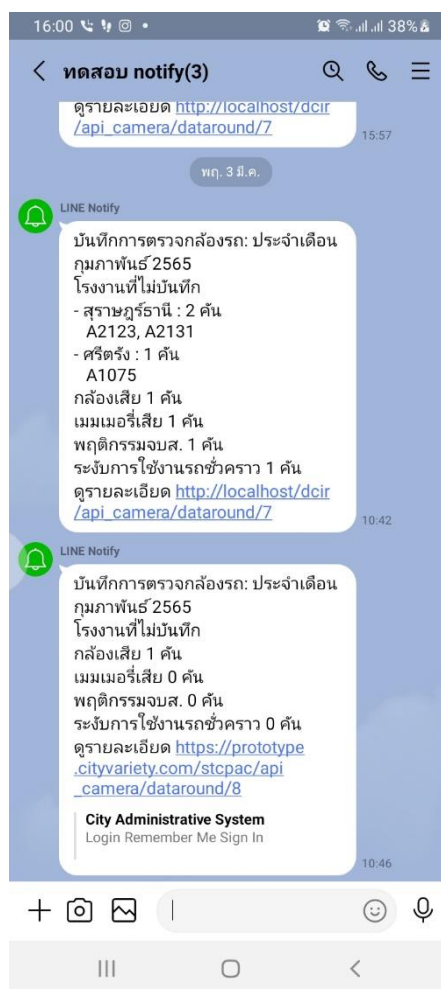 16:00
38%
ทดสอบ notify(3)
ดูรายละเอียด http://localhost/dcir
/api_camera/dataround/7
15:57
พฤ. 3 มี.ค.
LINE Notify
บันทึกการตรวจกล้องรถ: ประจำเดือน
กุมภาพันธ์ 2565
โรงงานที่ไม่บันทึก
- สุราษฎร์ธานี : 2 คัน
A2123, A2131
- ศรีตรัง : 1 คัน
A1075
กล้องเสีย 1 คัน
เมมเมอรี่เสีย 1 คัน
พฤติกรรมจบส. 1 คัน
ระงับการใช้งานรถชั่วคราว 1 คัน
ดูรายละเอียด http://localhost/dcir
/api_camera/dataround/7
10:42
LINE Notify
บันทึกการตรวจกล้องรถ: ประจำเดือน
กุมภาพันธ์ 2565
โรงงานที่ไม่บันทึก
กล้องเสีย 1 คัน
เมมเมอรี่เสีย 0 คัน
พฤติกรรมจบส. 0 คัน
ระงับการใช้งานรถชั่วคราว 0 คัน
ดูรายละเอียด https://prototype
.cityvariety.com/stcpac/api
_camera/dataround/8
City Administrative System
Login Remember Me Sign In
10:46